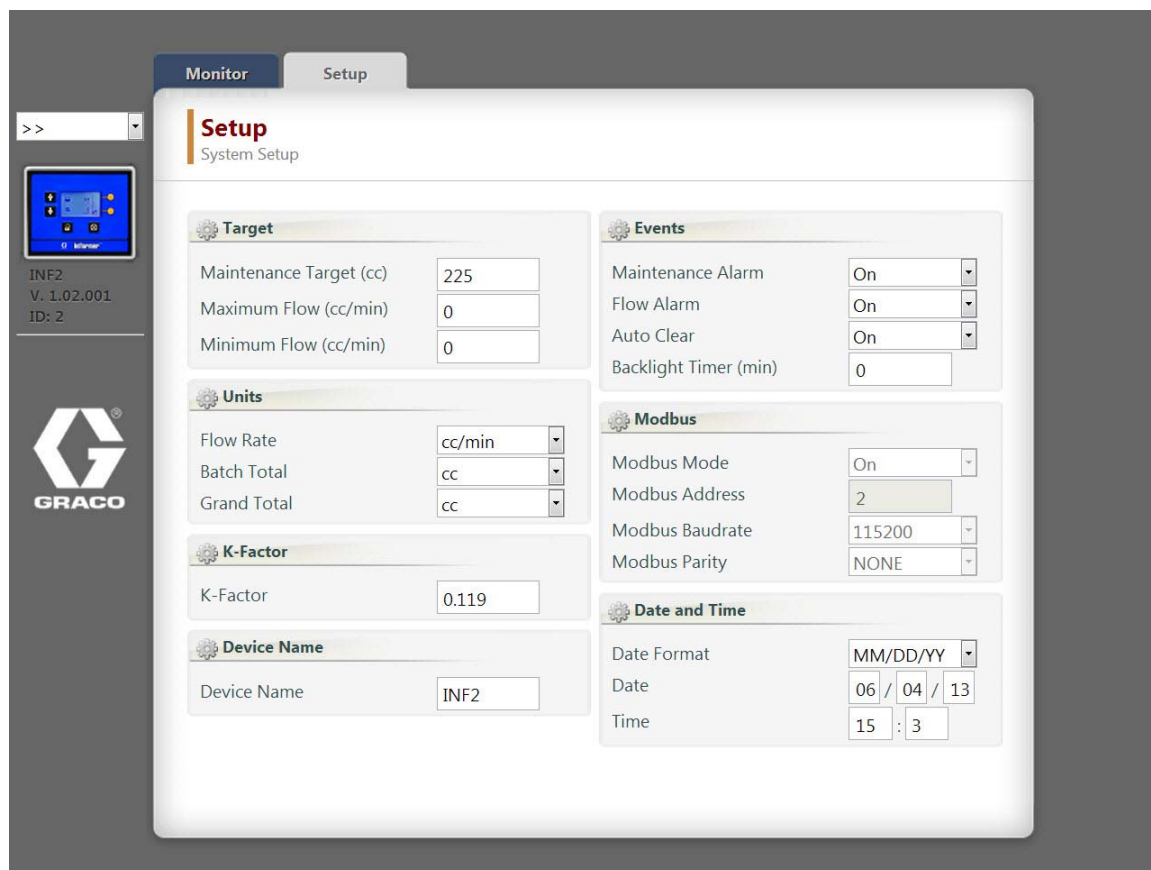 Monitor
Setup
>>
Setup
System Setup
INF2
V. 1.02.001
ID: 2
GRACO
®
Target
Maintenance Target (cc) 225
Maximum Flow (cc/min) 0
Minimum Flow (cc/min) 0
Units
Flow Rate cc/min
Batch Total cc
Grand Total cc
K-Factor
K-Factor 0.119
Device Name
Device Name INF2
Events
Maintenance Alarm On
Flow Alarm On
Auto Clear On
Backlight Timer (min) 0
Modbus
Modbus Mode On
Modbus Address 2
Modbus Baudrate 115200
Modbus Parity NONE
Date and Time
Date Format MM/DD/YY
Date 06 / 04 / 13
Time 15 : 3